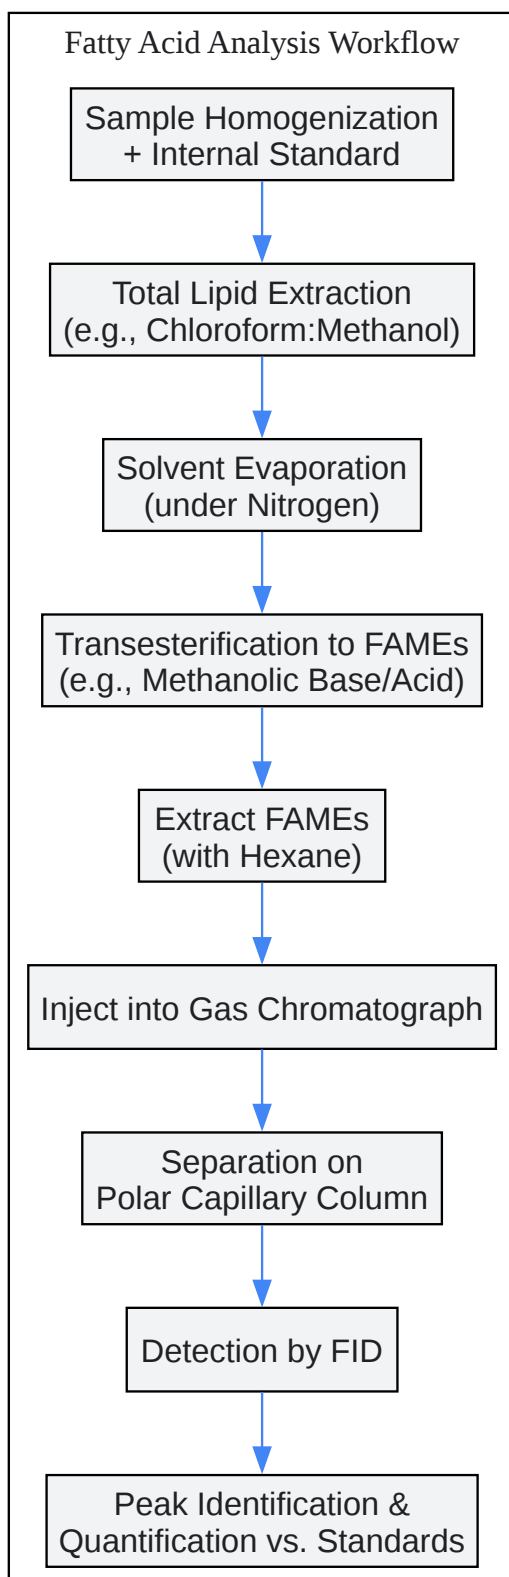 Fatty Acid Analysis Workflow
Sample Homogenization
+ Internal Standard
Total Lipid Extraction
(e.g., Chloroform:Methanol)
Solvent Evaporation
(under Nitrogen)
Transesterification to FAMEs
(e.g., Methanolic Base/Acid)
Extract FAMEs
(with Hexane)
Inject into Gas Chromatograph
Separation on
Polar Capillary Column
Detection by FID
Peak Identification &
Quantification vs. Standards